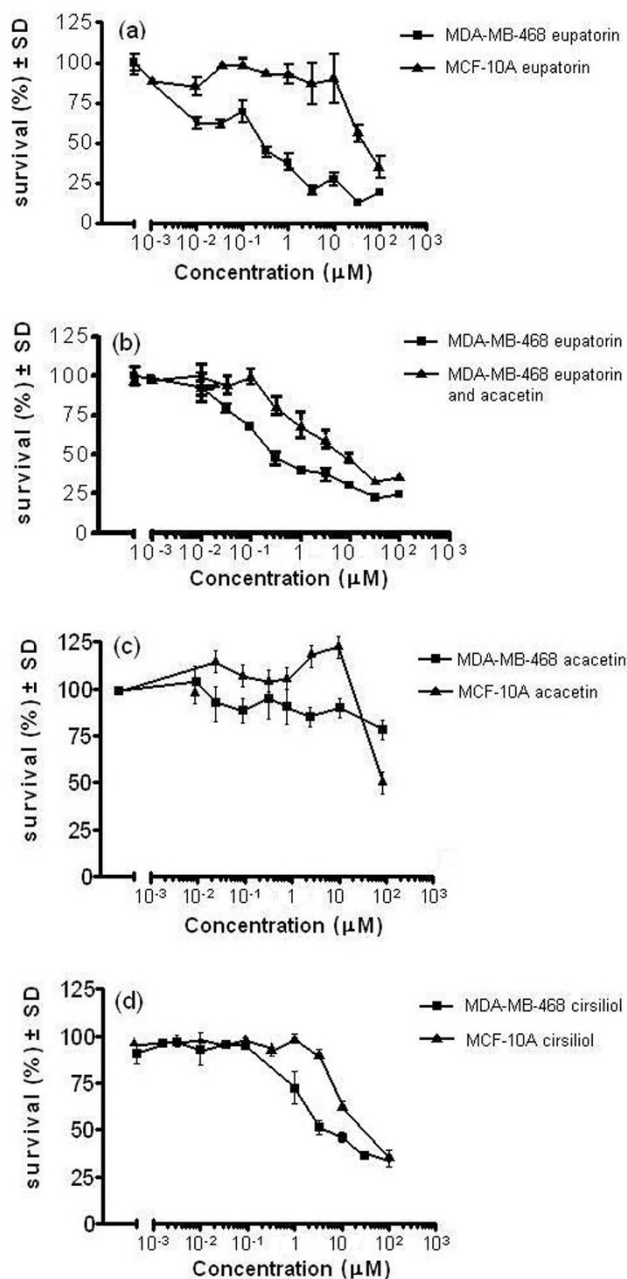 (a)
MDA-MB-468 eupatorin
MCF-10A eupatorin
survival (%) ± SD
125
100
75
50
25
0
10⁻³ 10⁻² 10⁻¹ 1 10¹ 10² 10³
Concentration (µM)
(b)
MDA-MB-468 eupatorin
MDA-MB-468 eupatorin
and acacetin
survival (%) ± SD
125
100
75
50
25
0
10⁻³ 10⁻² 10⁻¹ 1 10¹ 10² 10³
Concentration (µM)
(c)
MDA-MB-468 acacetin
MCF-10A acacetin
survival (%) ± SD
125
100
75
50
25
0
10⁻³ 10⁻² 10⁻¹ 1 10¹ 10² 10³
Concentration (µM)
(d)
MDA-MB-468 cirsiliol
MCF-10A cirsiliol
survival (%) ± SD
125
100
75
50
25
0
10⁻³ 10⁻² 10⁻¹ 1 10¹ 10² 10³
Concentration (µM)